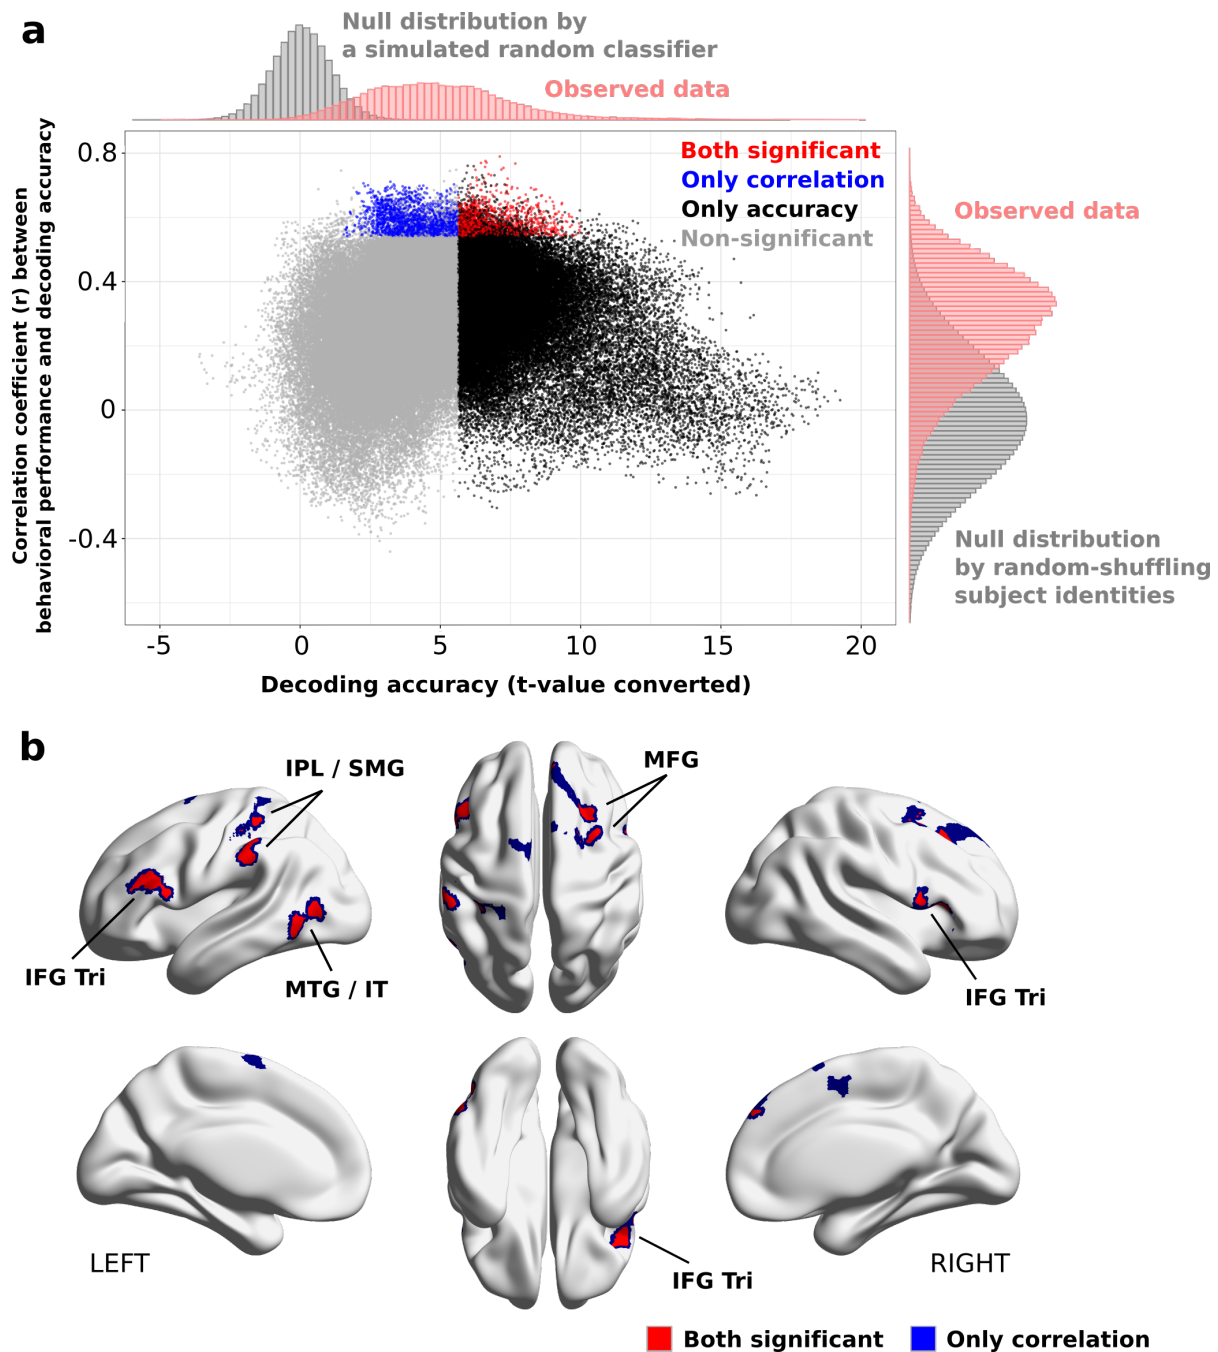 a
Null distribution by
a simulated random classifier
Observed data
Correlation coefficient (r) between
behavioral performance and decoding accuracy
0.8
0.4
0
-0.4
Both significant
Only correlation
Only accuracy
Non-significant
Observed data
Null distribution
by random-shuffling
subject identities
-5
0
5
10
15
20
Decoding accuracy (t-value converted)
b
IPL / SMG
MFG
IFG Tri
MTG / IT
IFG Tri
LEFT
RIGHT
IFG Tri
Both significant
Only correlation